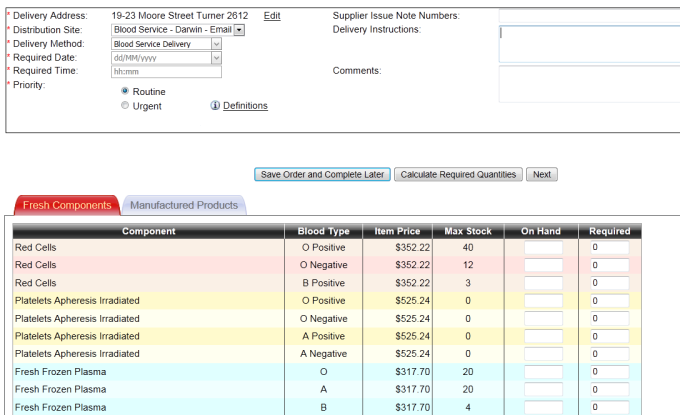 * Delivery Address: 19-23 Moore Street Turner 2612 Edit Supplier Issue Note Numbers:
* Distribution Site: Blood Service - Darwin - Email Delivery Instructions:
* Delivery Method: Blood Service Delivery
* Required Date: dd/MM/yyyy
* Required Time: hh:mm Comments:
* Priority:
Routine
Urgent Definitions
Save Order and Complete Later Calculate Required Quantities Next
Fresh Components Manufactured Products
Component Blood Type Item Price Max Stock On Hand Required
Red Cells O Positive $352.22 40 0
Red Cells O Negative $352.22 12 0
Red Cells B Positive $352.22 3 0
Platelets Apheresis Irradiated O Positive $525.24 0 0
Platelets Apheresis Irradiated O Negative $525.24 0 0
Platelets Apheresis Irradiated A Positive $525.24 0 0
Platelets Apheresis Irradiated A Negative $525.24 0 0
Fresh Frozen Plasma O $317.70 20 0
Fresh Frozen Plasma A $317.70 20 0
Fresh Frozen Plasma B $317.70 4 0